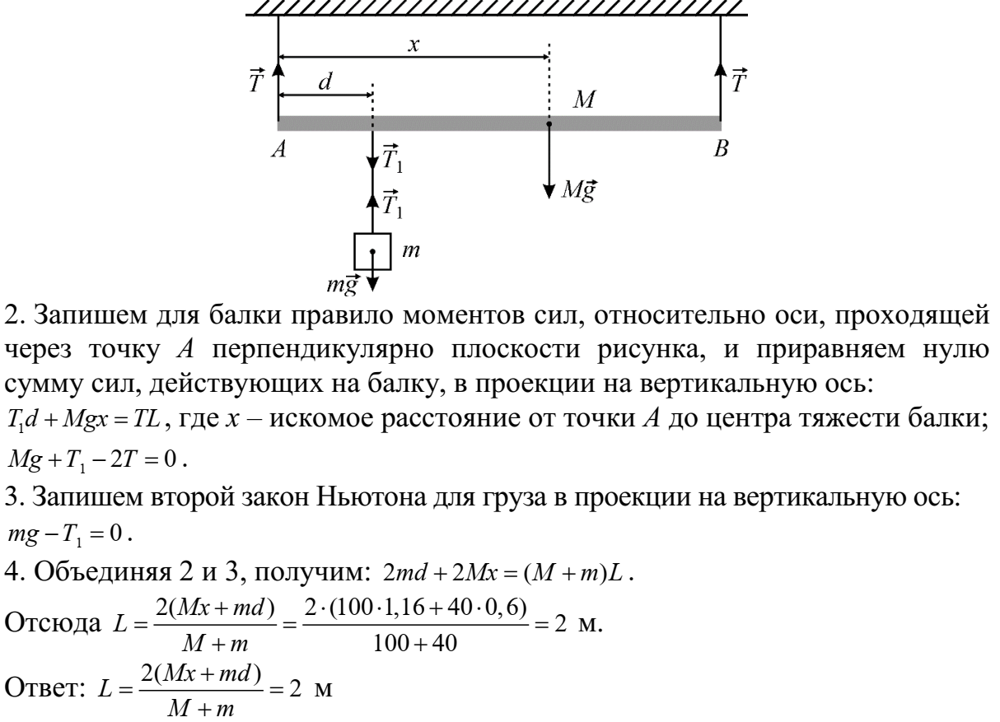 x
T⃗
d
T⃗
M
A
B
T⃗₁
Mg⃗
T⃗₁
m
mg⃗
2. Запишем для балки правило моментов сил, относительно оси, проходящей
через точку A перпендикулярно плоскости рисунка, и приравняем нулю
сумму сил, действующих на балку, в проекции на вертикальную ось:
T₁d + Mgx = TL, где x – искомое расстояние от точки A до центра тяжести балки;
Mg + T₁ − 2T = 0.
3. Запишем второй закон Ньютона для груза в проекции на вертикальную ось:
mg − T₁ = 0.
4. Объединяя 2 и 3, получим: 2md + 2Mx = (M + m)L.
Отсюда L = 2(Mx + md)/(M + m) = 2·(100·1,16 + 40·0,6)/(100 + 40) = 2 м.
Ответ: L = 2(Mx + md)/(M + m) = 2 м